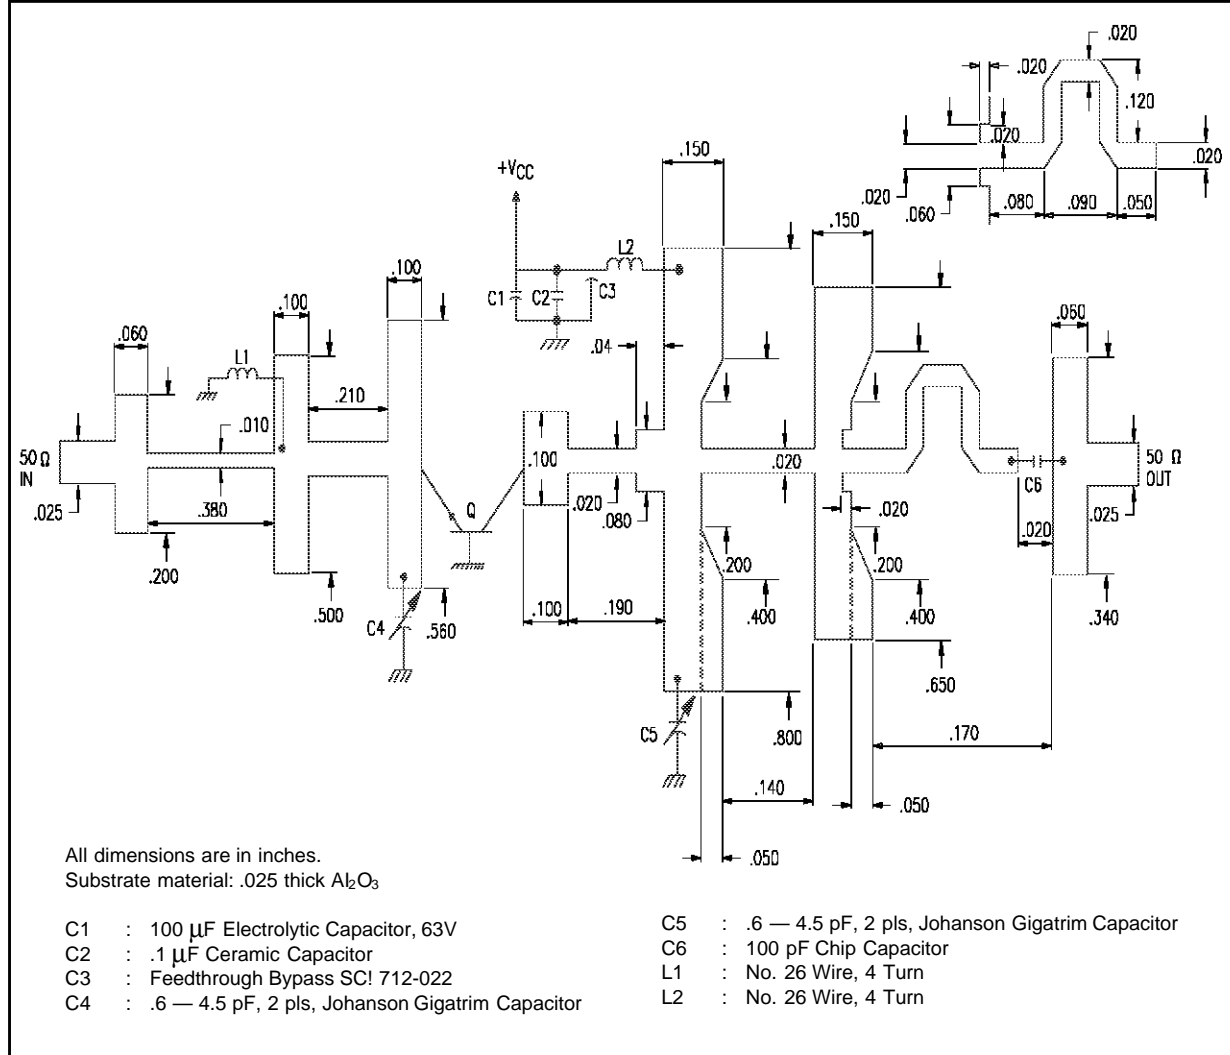 .020
.020
.120
.020
.020
.020
.060
.080
.090
.050
.150
+VCC
L2
C1
C2
C3
.04
.150
.100
.100
.060
L1
.210
.010
50 Ω
IN
.025
.380
.200
.500
C4
.560
Q
.100
.020
.080
.100
.190
.020
.020
.200
.400
.200
.400
.060
C6
50 Ω
OUT
.020
.025
.340
.650
C5
.800
.170
.140
.050
.050
All dimensions are in inches.
Substrate material: .025 thick Al2O3
C1 : 100 μF Electrolytic Capacitor, 63V
C2 : .1 μF Ceramic Capacitor
C3 : Feedthrough Bypass SC! 712-022
C4 : .6 — 4.5 pF, 2 pls, Johanson Gigatrim Capacitor
C5 : .6 — 4.5 pF, 2 pls, Johanson Gigatrim Capacitor
C6 : 100 pF Chip Capacitor
L1 : No. 26 Wire, 4 Turn
L2 : No. 26 Wire, 4 Turn